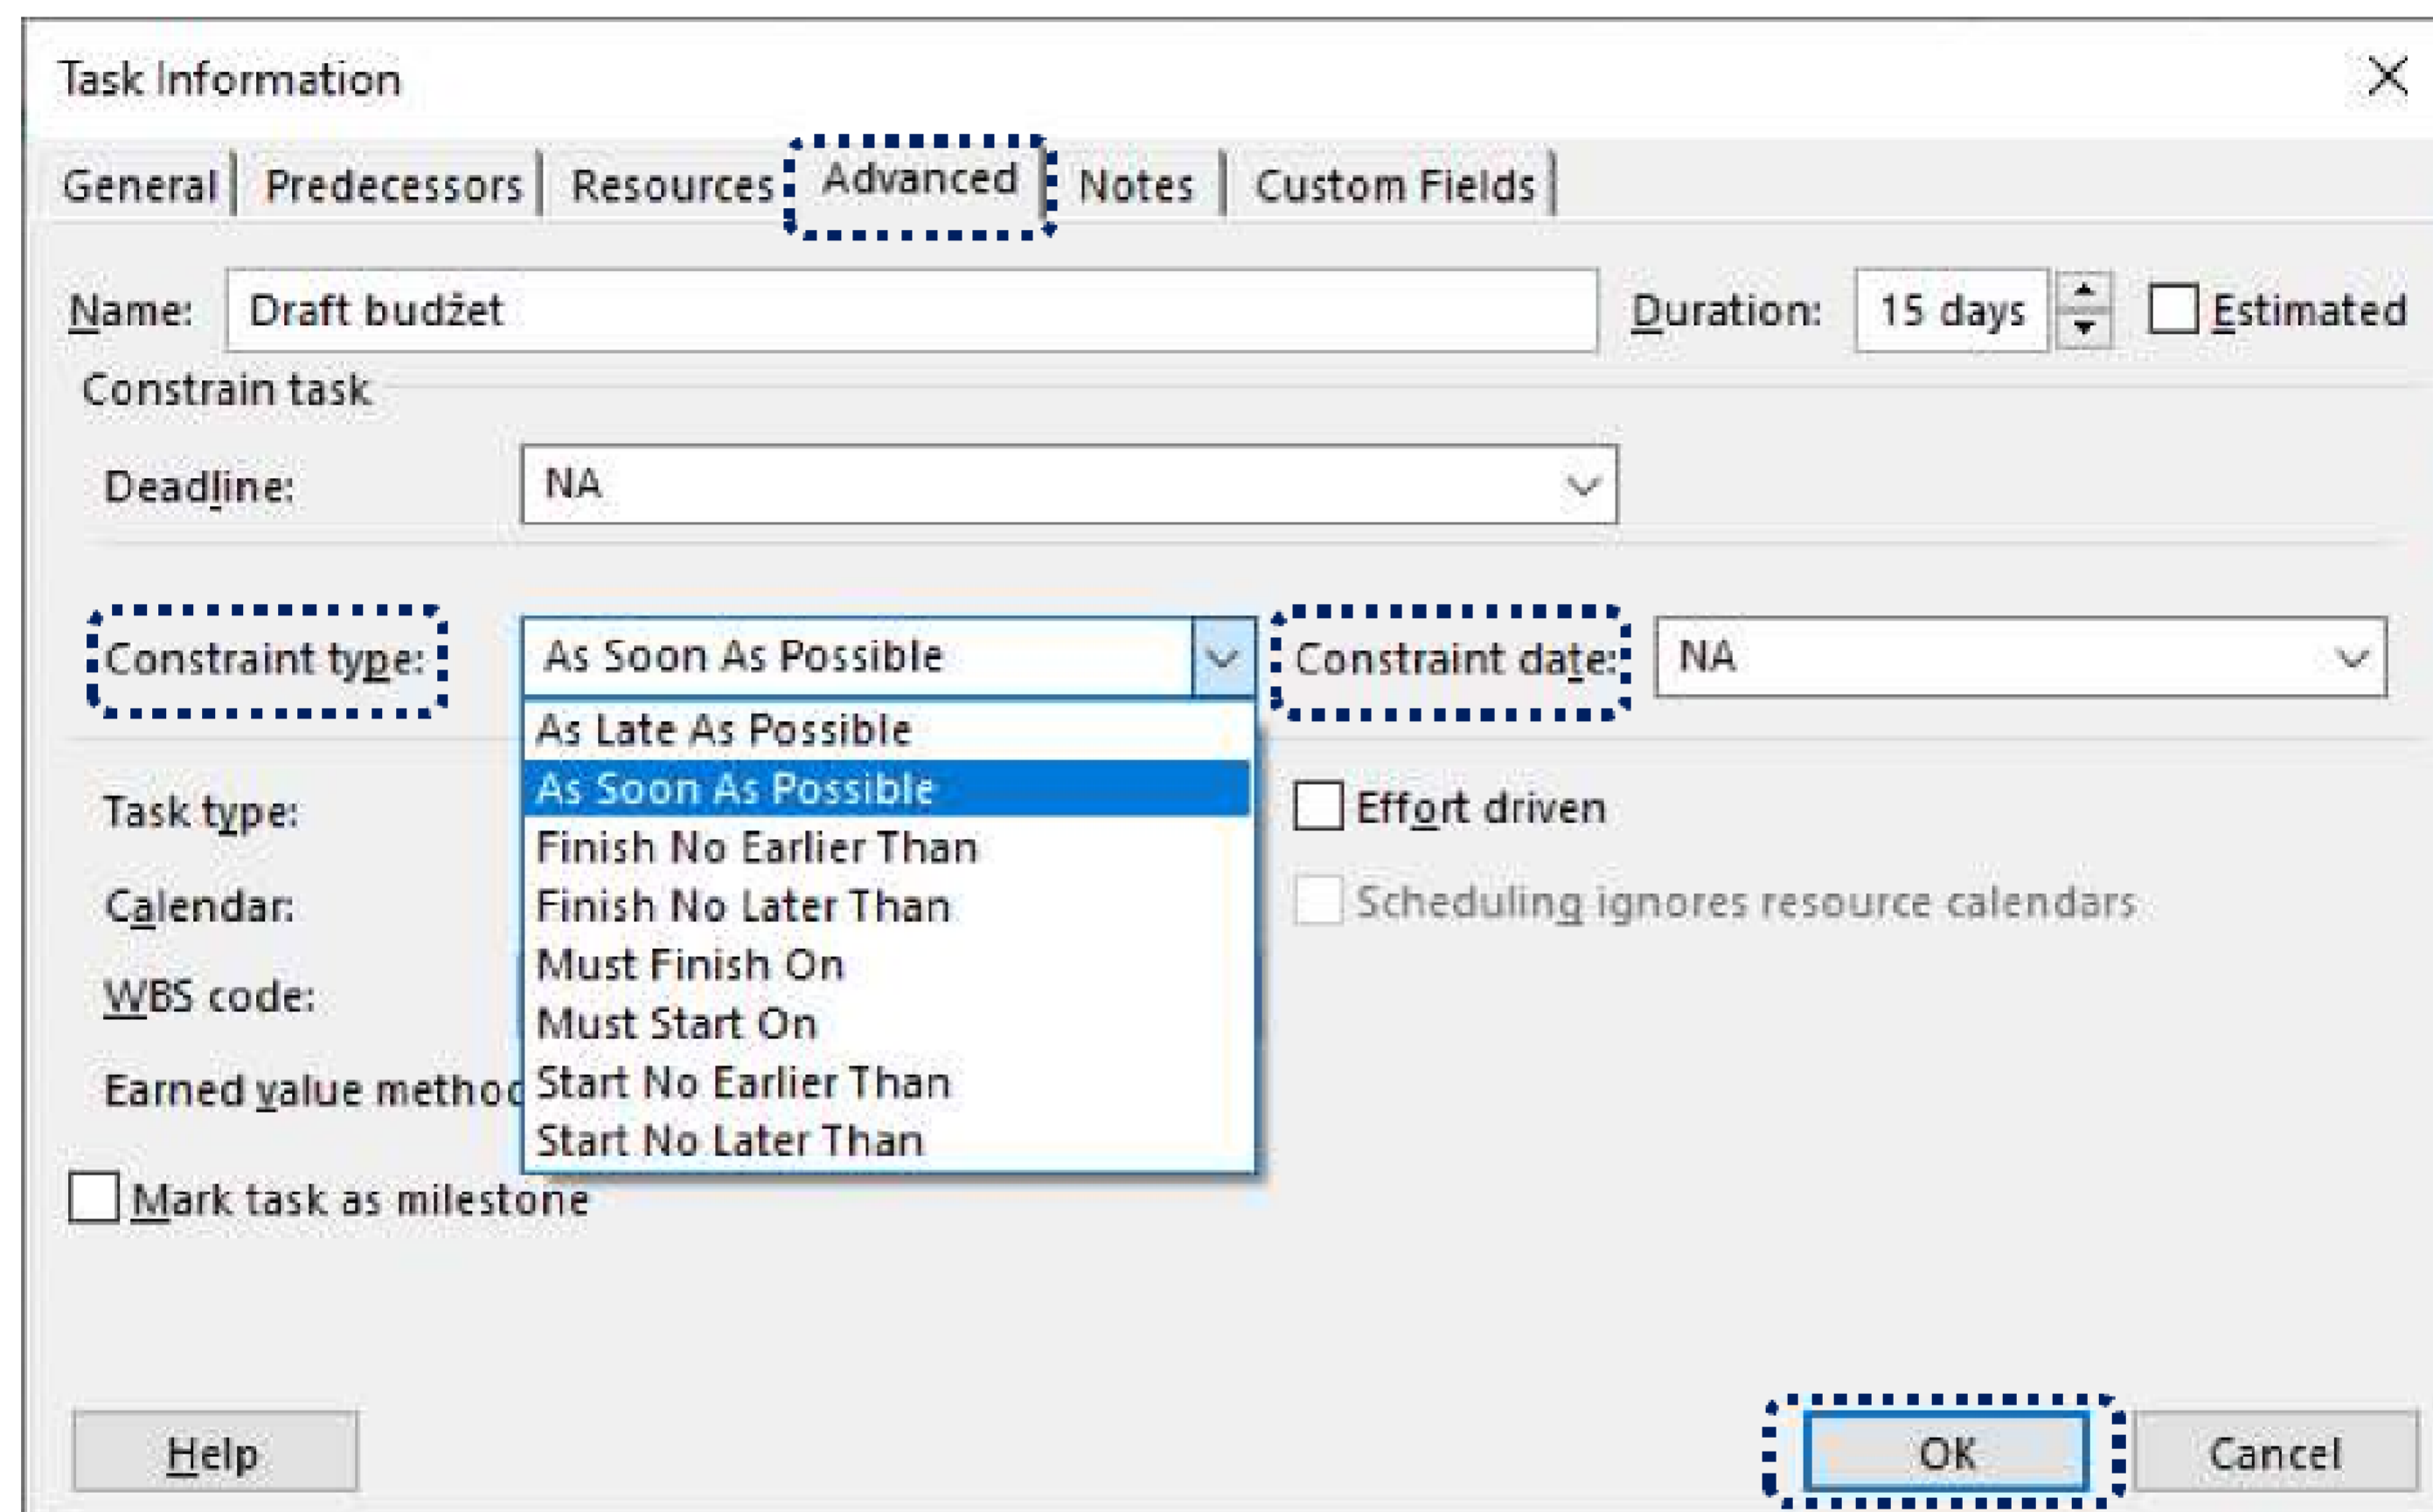 Task Information
General Predecessors Resources Advanced Notes Custom Fields
Name: Draft budžet Duration: 15 days Estimated
Constrain task
Deadline: NA
Constraint type: As Soon As Possible Constraint date: NA
As Late As Possible
As Soon As Possible
Finish No Earlier Than
Finish No Later Than
Must Finish On
Must Start On
Start No Earlier Than
Start No Later Than
Task type: Effort driven
Calendar: Scheduling ignores resource calendars
WBS code:
Earned value method
Mark task as milestone
Help OK Cancel